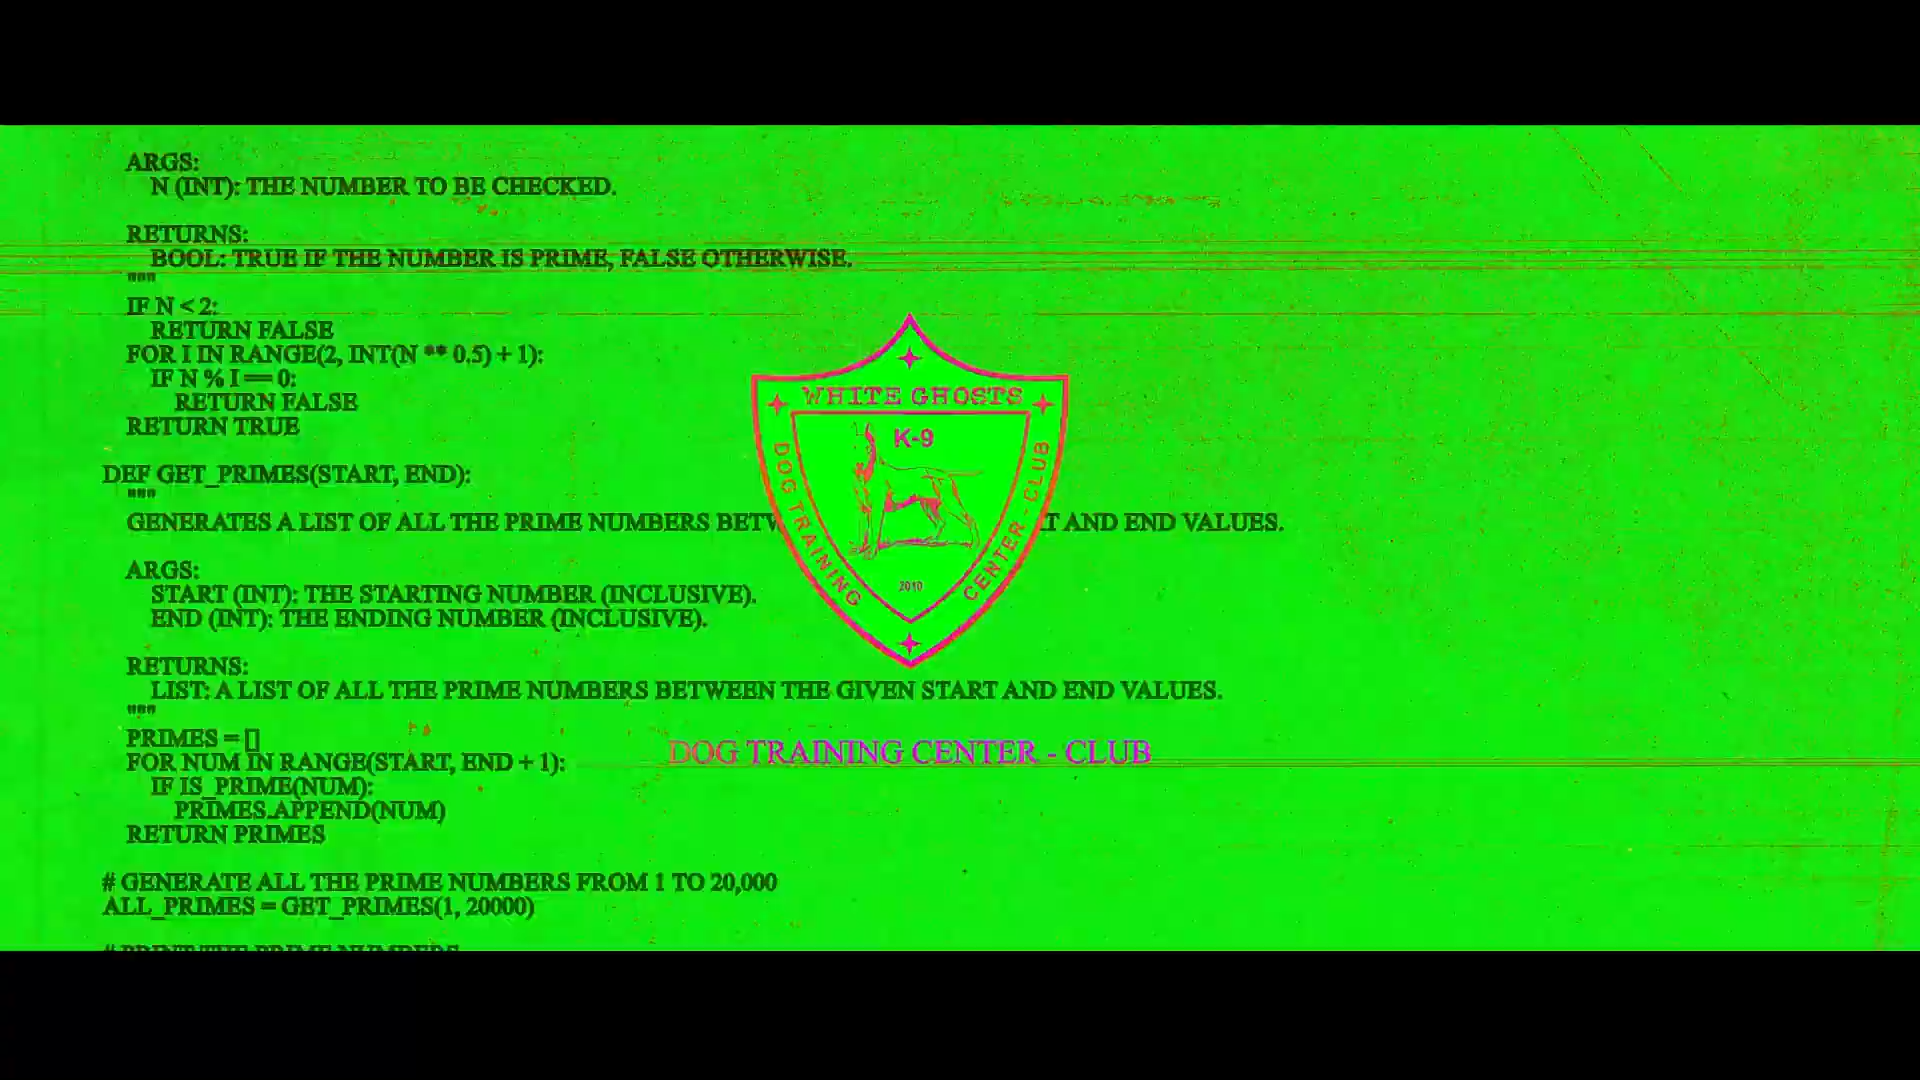 ARGS:
N (INT): THE NUMBER TO BE CHECKED.
RETURNS:
BOOL: TRUE IF THE NUMBER IS PRIME, FALSE OTHERWISE.
"""
IF N < 2:
RETURN FALSE
FOR I IN RANGE(2, INT(N ** 0.5) + 1):
IF N % I == 0:
RETURN FALSE
RETURN TRUE
DEF GET_PRIMES(START, END):
"""
GENERATES A LIST OF ALL THE PRIME NUMBERS BETW T AND END VALUES.
ARGS:
START (INT): THE STARTING NUMBER (INCLUSIVE).
END (INT): THE ENDING NUMBER (INCLUSIVE).
RETURNS:
LIST: A LIST OF ALL THE PRIME NUMBERS BETWEEN THE GIVEN START AND END VALUES.
"""
PRIMES = []
FOR NUM IN RANGE(START, END + 1):
IF IS_PRIME(NUM):
PRIMES.APPEND(NUM)
RETURN PRIMES
# GENERATE ALL THE PRIME NUMBERS FROM 1 TO 20,000
ALL_PRIMES = GET_PRIMES(1, 20000)
# PRINT THE PRIME NUMBERS
WHITE GHOSTS
K-9
DOG TRAINING
CENTER - CLUB
2010
DOG TRAINING CENTER - CLUB